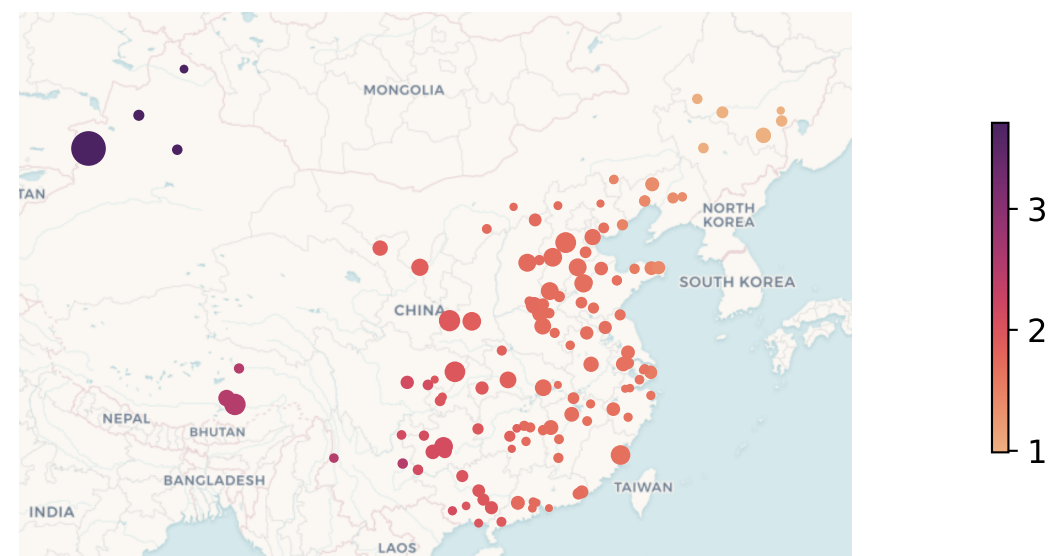 MONGOLIA
TAN
NORTH
KOREA
SOUTH KOREA
CHINA
NEPAL
BHUTAN
BANGLADESH
TAIWAN
INDIA
LAOS
3
2
1